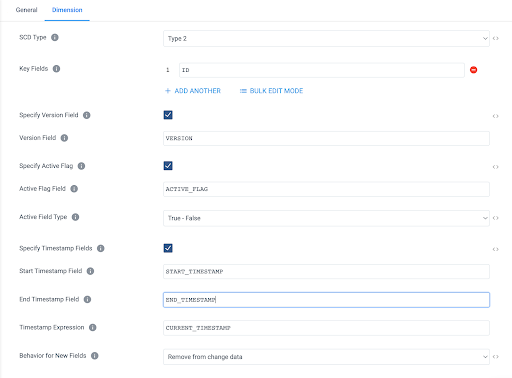 General Dimension
SCD Type Type 2
Key Fields 1 ID
+ ADD ANOTHER BULK EDIT MODE
Specify Version Field
Version Field VERSION
Specify Active Flag
Active Flag Field ACTIVE_FLAG
Active Field Type True - False
Specify Timestamp Fields
Start Timestamp Field START_TIMESTAMP
End Timestamp Field END_TIMESTAMP
Timestamp Expression CURRENT_TIMESTAMP
Behavior for New Fields Remove from change data